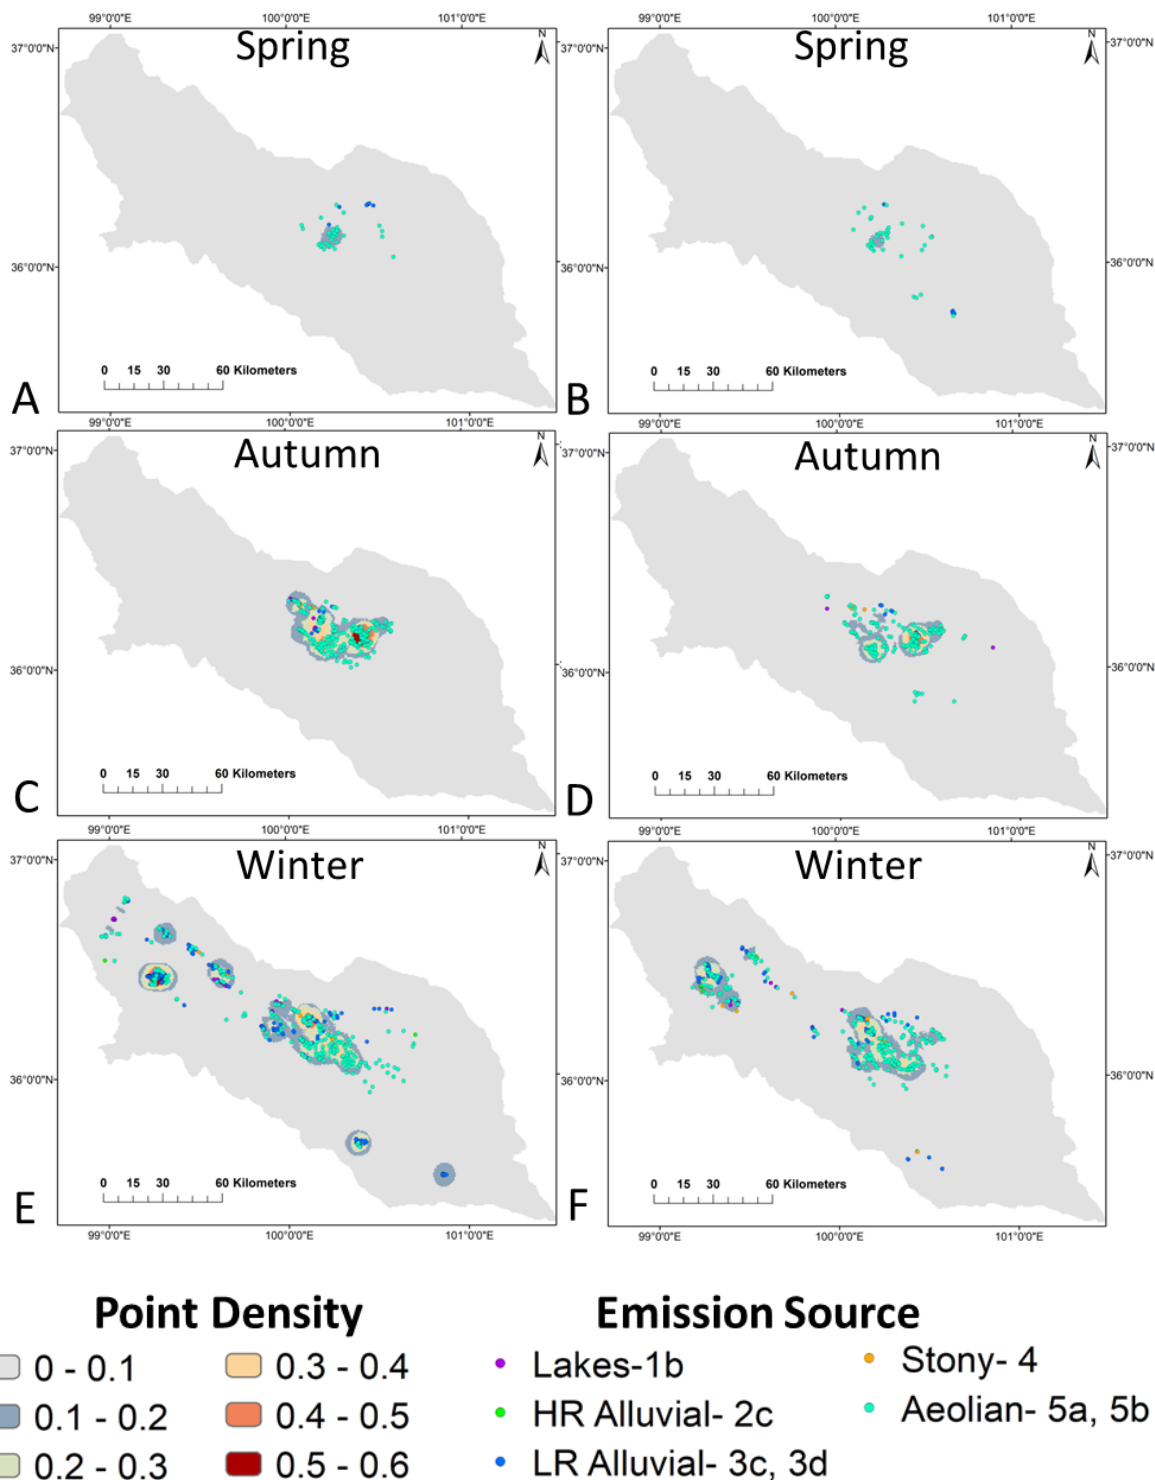 99°0'0"E 100°0'0"E 101°0'0"E 99°0'0"E 100°0'0"E 101°0'0"E
Spring N Spring N
37°0'0"N 37°0'0"N
36°0'0"N 36°0'0"N
0 15 30 60 Kilometers 0 15 30 60 Kilometers
A B
99°0'0"E 100°0'0"E 101°0'0"E 99°0'0"E 100°0'0"E 101°0'0"E
Autumn N Autumn N
37°0'0"N 37°0'0"N 37°0'0"N
36°0'0"N 36°0'0"N 36°0'0"N
0 15 30 60 Kilometers 0 15 30 60 Kilometers
C D
99°0'0"E 100°0'0"E 101°0'0"E 99°0'0"E 100°0'0"E 101°0'0"E
Winter N Winter N
37°0'0"N 37°0'0"N 37°0'0"N
36°0'0"N 36°0'0"N 36°0'0"N
0 15 30 60 Kilometers 0 15 30 60 Kilometers
E F
99°0'0"E 100°0'0"E 101°0'0"E 99°0'0"E 100°0'0"E 101°0'0"E
Point Density
0 - 0.1
0.1 - 0.2
0.2 - 0.3
0.3 - 0.4
0.4 - 0.5
0.5 - 0.6
Emission Source
Lakes-1b
HR Alluvial- 2c
LR Alluvial- 3c, 3d
Stony- 4
Aeolian- 5a, 5b